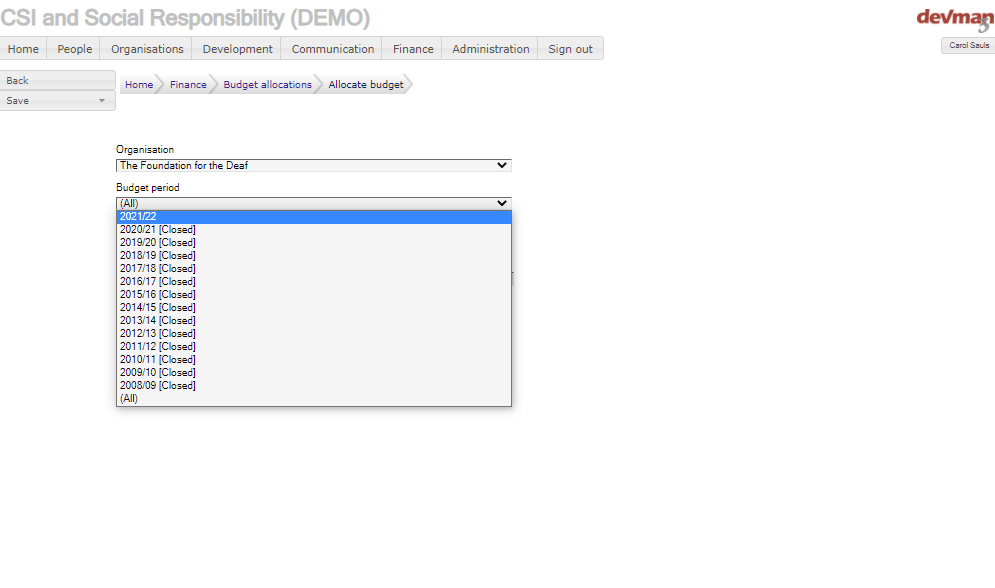 CSI and Social Responsibility (DEMO)
devman
5
Home People Organisations Development Communication Finance Administration Sign out
Carol Sauls
Back
Save
Home Finance Budget allocations Allocate budget
Organisation
The Foundation for the Deaf
Budget period
(All)
2021/22
2020/21 [Closed]
2019/20 [Closed]
2018/19 [Closed]
2017/18 [Closed]
2016/17 [Closed]
2015/16 [Closed]
2014/15 [Closed]
2013/14 [Closed]
2012/13 [Closed]
2011/12 [Closed]
2010/11 [Closed]
2009/10 [Closed]
2008/09 [Closed]
(All)